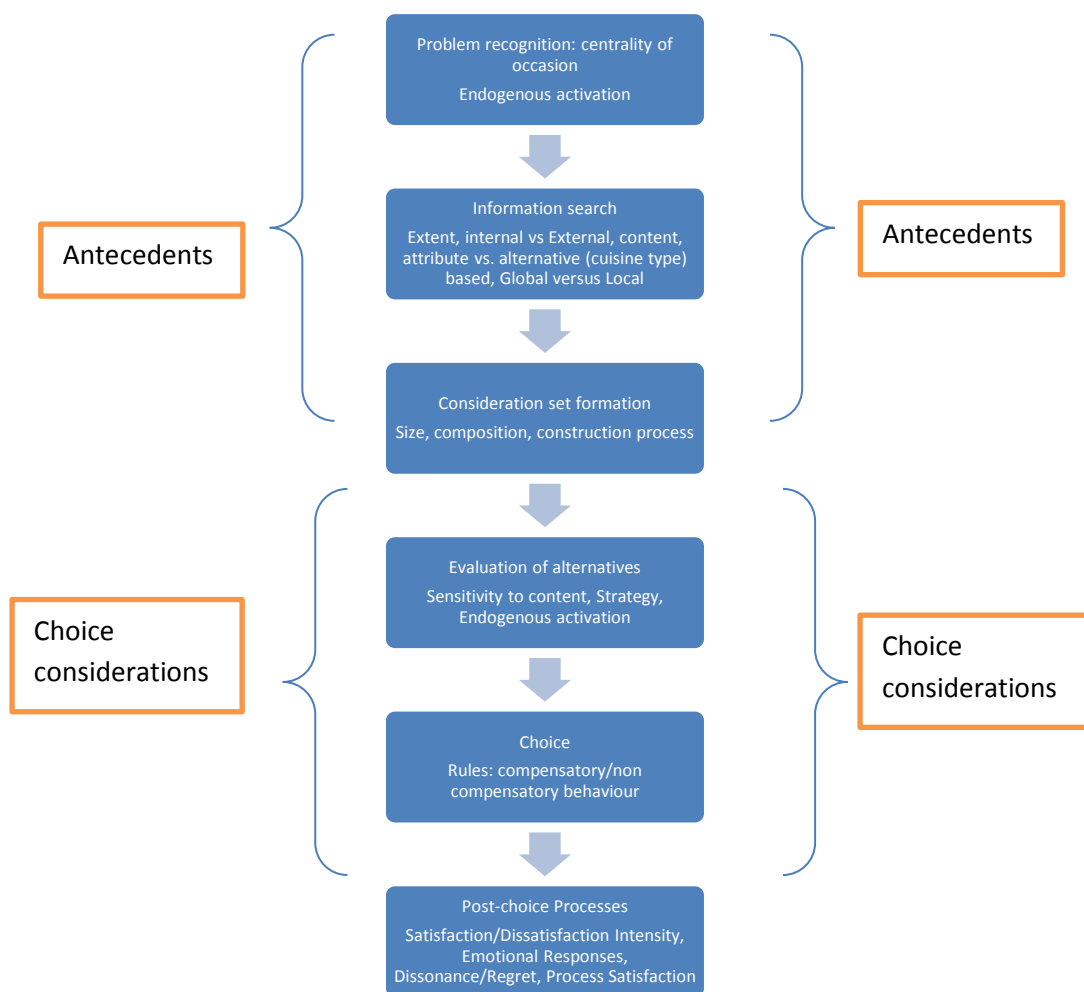 Problem recognition: centrality of
occasion
Endogenous activation
Information search
Extent, internal vs External, content,
attribute vs. alternative (cuisine type)
based, Global versus Local
Antecedents
Antecedents
Consideration set formation
Size, composition, construction process
Evaluation of alternatives
Sensitivity to content, Strategy,
Endogenous activation
Choice
considerations
Choice
considerations
Choice
Rules: compensatory/non
compensatory behaviour
Post-choice Processes
Satisfaction/Dissatisfaction Intensity,
Emotional Responses,
Dissonance/Regret, Process Satisfaction